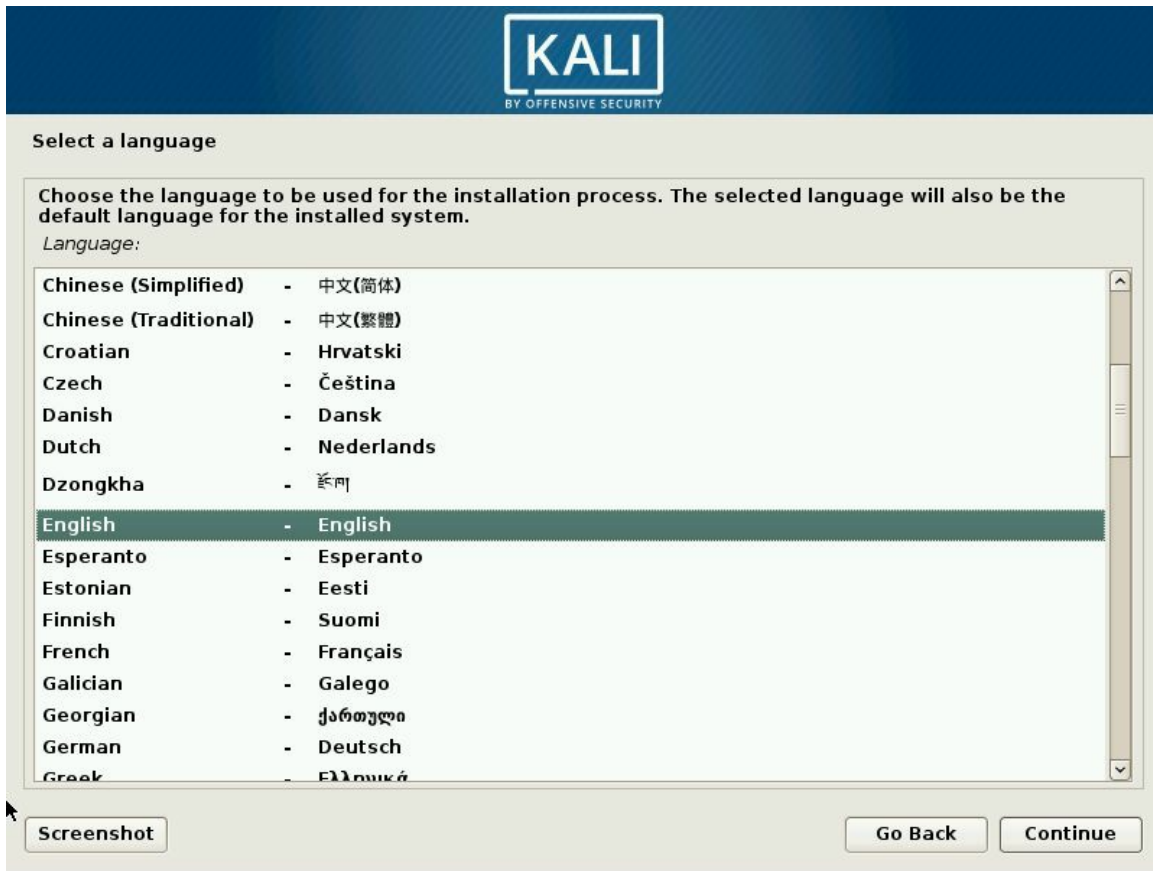 KALI
BY OFFENSIVE SECURITY
Select a language
Choose the language to be used for the installation process. The selected language will also be the
default language for the installed system.
Language:
Chinese (Simplified) - 中文(简体)
Chinese (Traditional) - 中文(繁體)
Croatian - Hrvatski
Czech - Čeština
Danish - Dansk
Dutch - Nederlands
Dzongkha - རྫོང་ཁ།
English - English
Esperanto - Esperanto
Estonian - Eesti
Finnish - Suomi
French - Français
Galician - Galego
Georgian - ქართული
German - Deutsch
Greek - Ελληνικά
Screenshot Go Back Continue